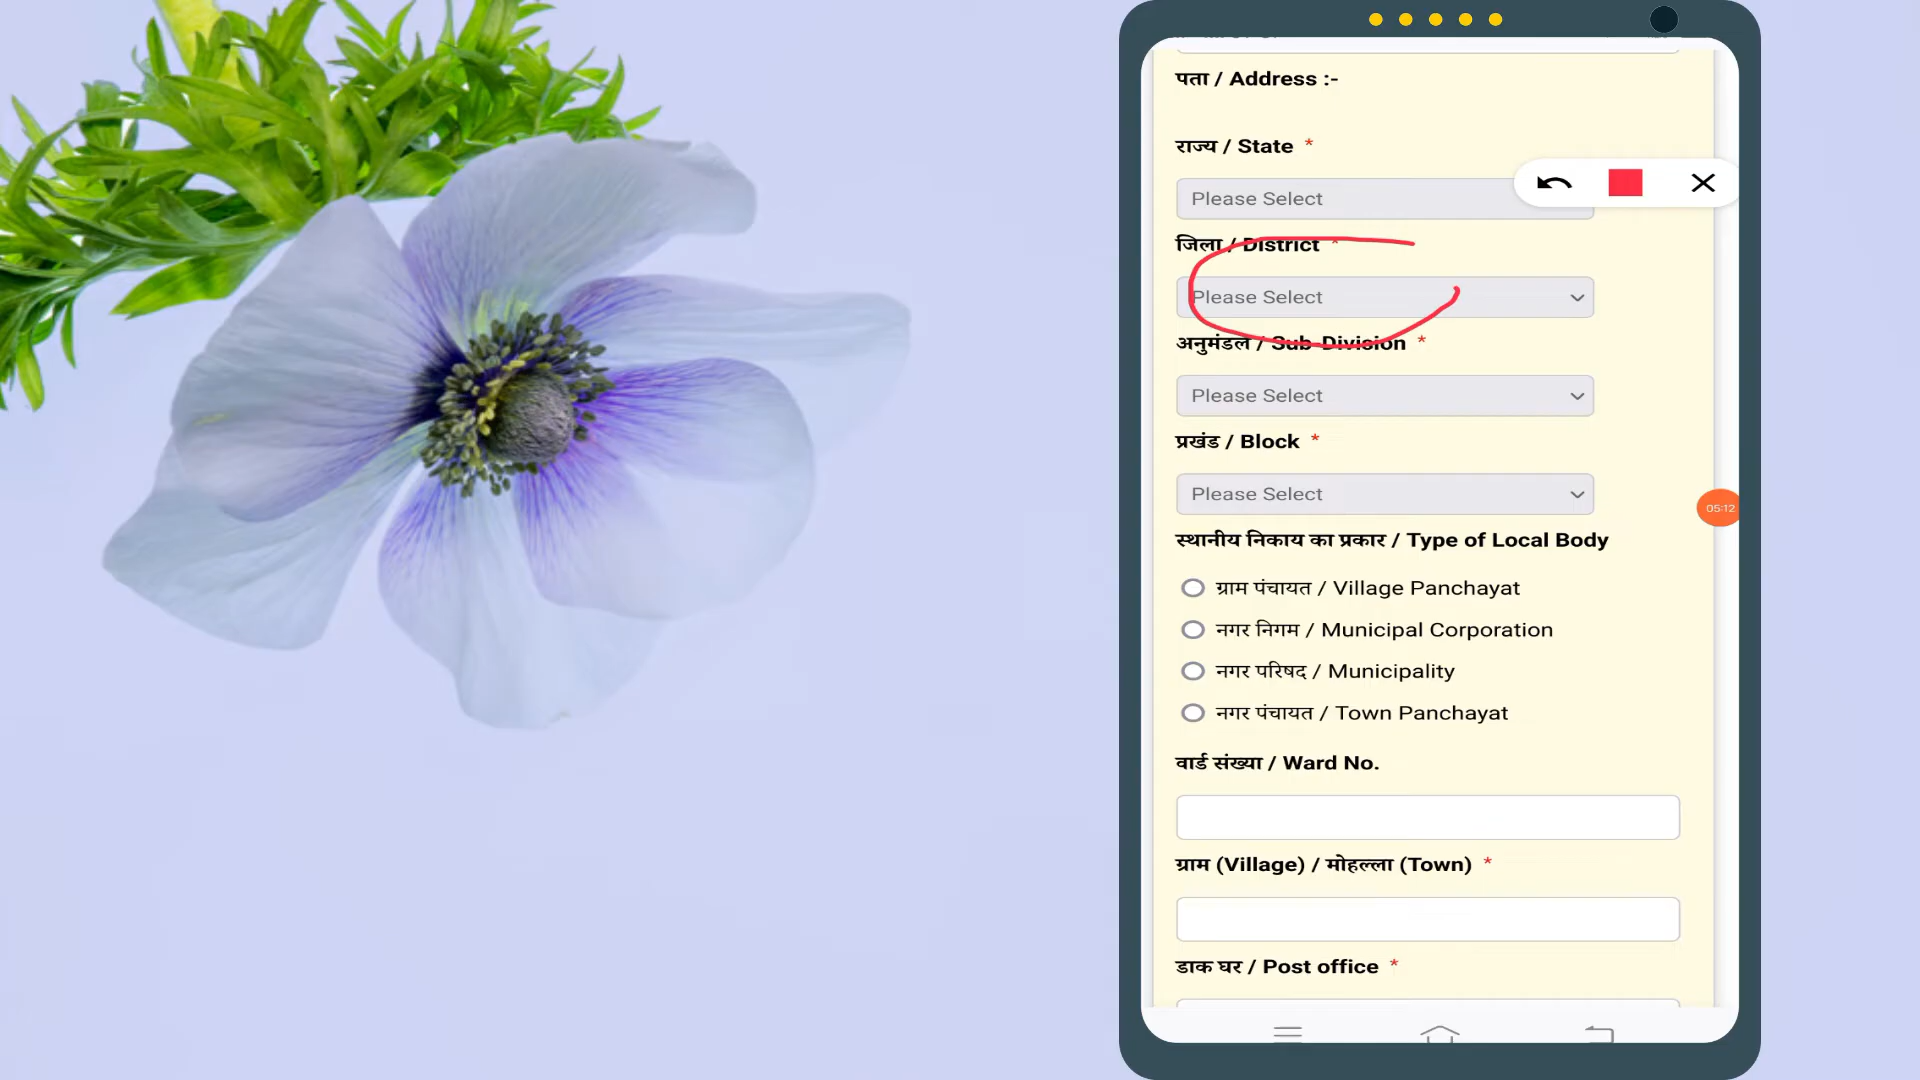 पता / Address :-
राज्य / State *
Please Select
जिला / District *
Please Select
अनुमंडल / Sub-Division *
Please Select
प्रखंड / Block *
Please Select
05:12
स्थानीय निकाय का प्रकार / Type of Local Body
ग्राम पंचायत / Village Panchayat
नगर निगम / Municipal Corporation
नगर परिषद / Municipality
नगर पंचायत / Town Panchayat
वार्ड संख्या / Ward No.
ग्राम (Village) / मोहल्ला (Town) *
डाक घर / Post office *